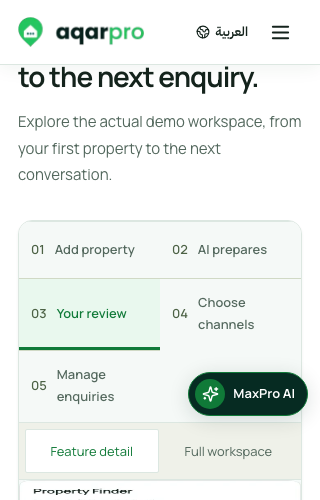 aqarpro
العربية
to the next enquiry.
Explore the actual demo workspace, from
your first property to the next
conversation.
01 Add property
02 AI prepares
03 Your review
04 Choose
channels
05 Manage
enquiries
MaxPro AI
Feature detail
Full workspace
Property Finder